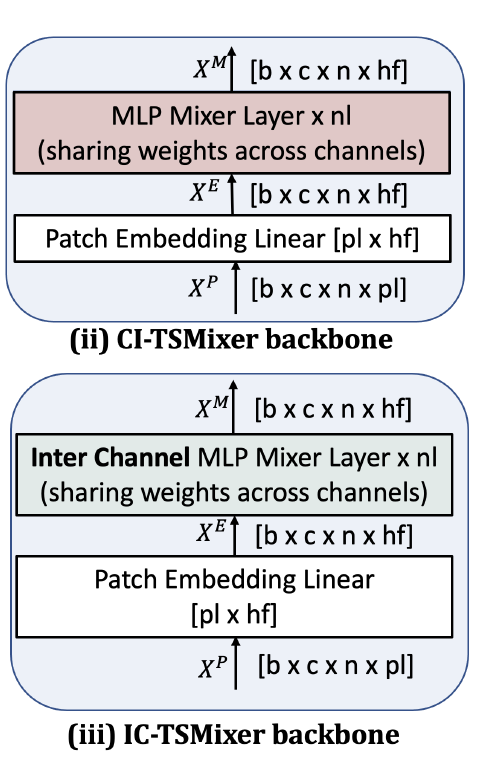 X^M [b x c x n x hf]
MLP Mixer Layer x nl
(sharing weights across channels)
X^E [b x c x n x hf]
Patch Embedding Linear [pl x hf]
X^P [b x c x n x pl]
(ii) CI-TSMixer backbone
X^M [b x c x n x hf]
Inter Channel MLP Mixer Layer x nl
(sharing weights across channels)
X^E [b x c x n x hf]
Patch Embedding Linear
[pl x hf]
X^P [b x c x n x pl]
(iii) IC-TSMixer backbone